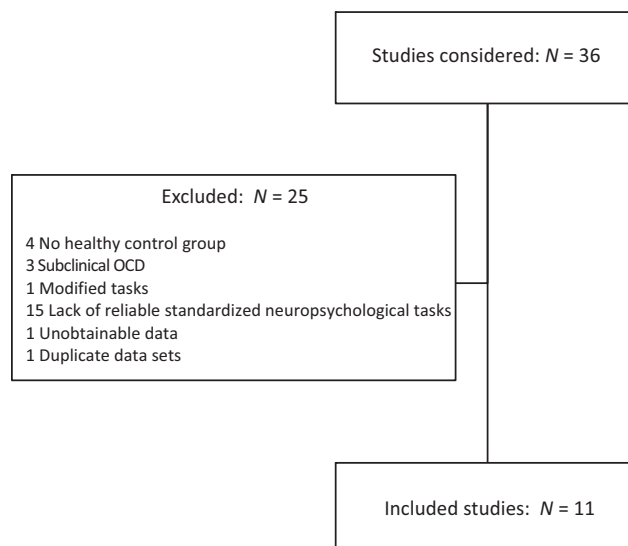 Studies considered: N = 36
Excluded: N = 25
4 No healthy control group
3 Subclinical OCD
1 Modified tasks
15 Lack of reliable standardized neuropsychological tasks
1 Unobtainable data
1 Duplicate data sets
Included studies: N = 11